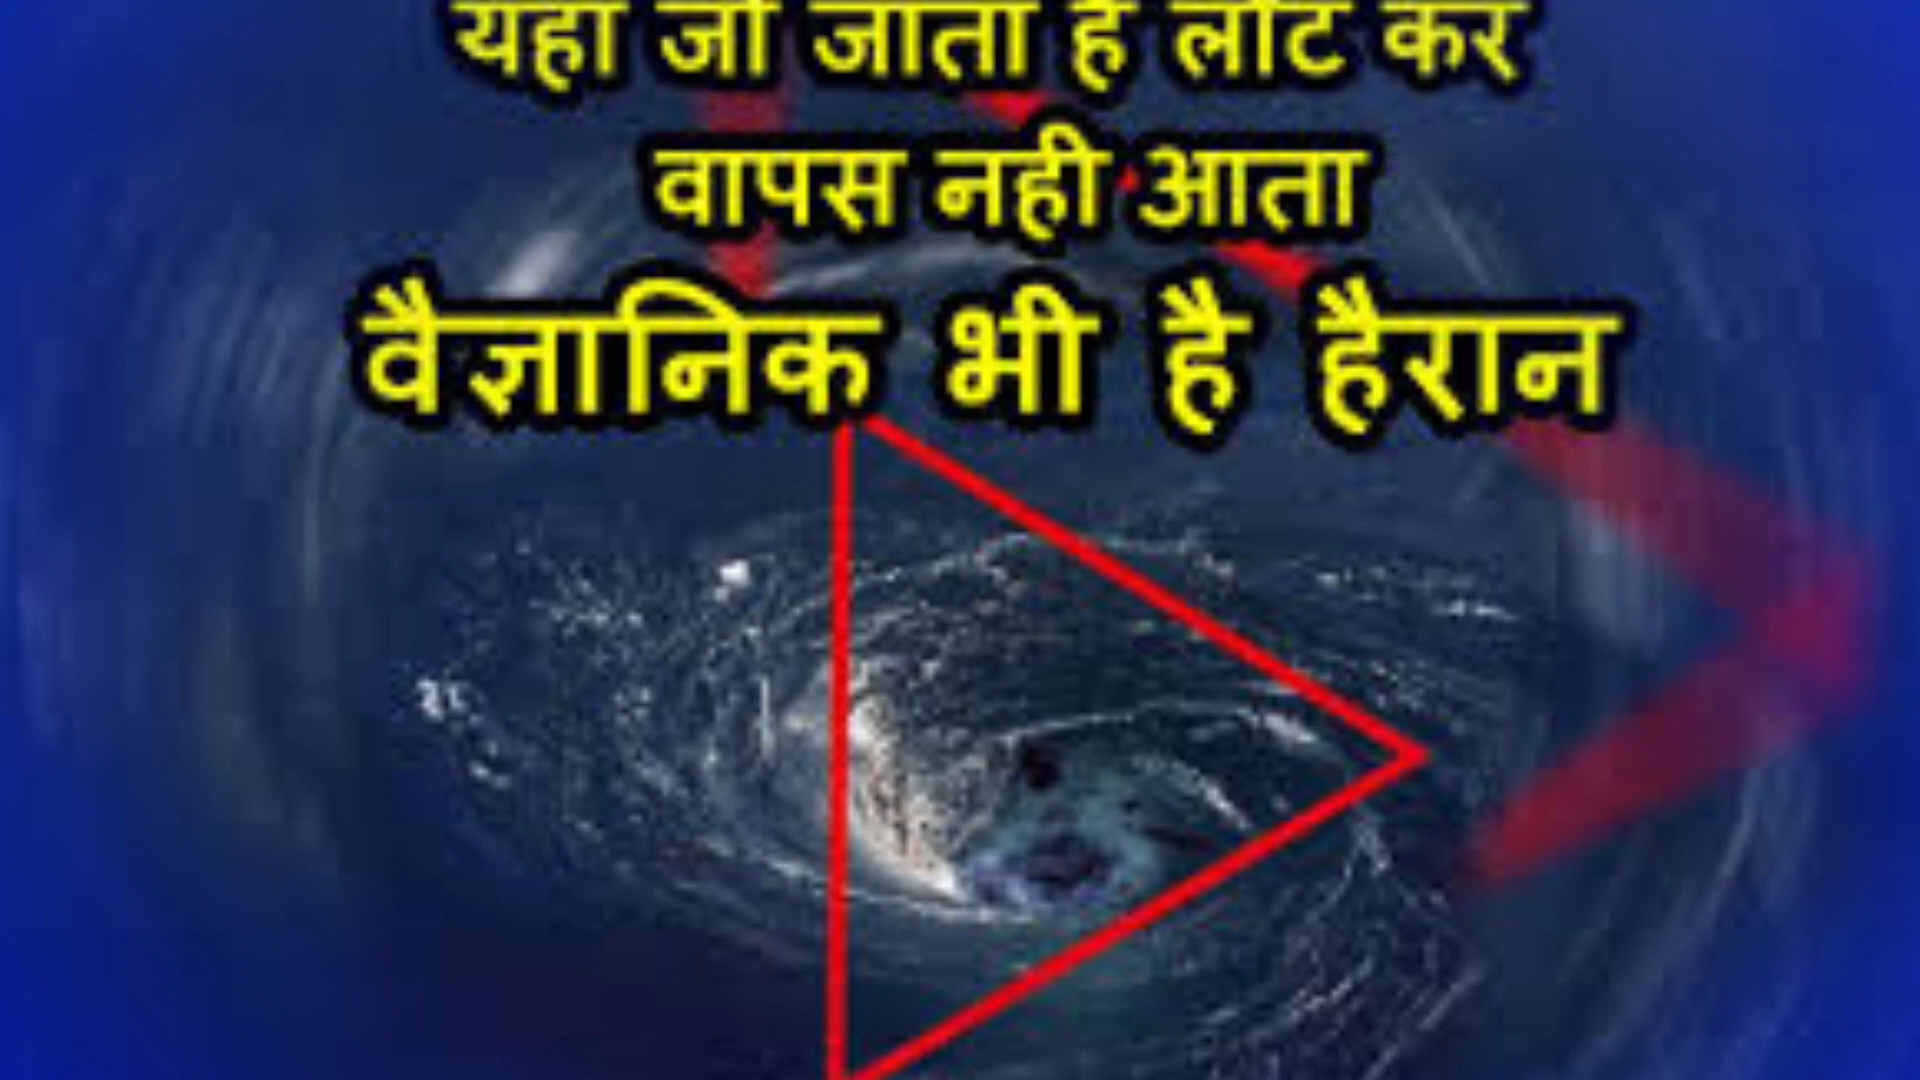 यहां जो जाता है लौट कर
वापस नही आता
वैज्ञानिक भी है हैरान